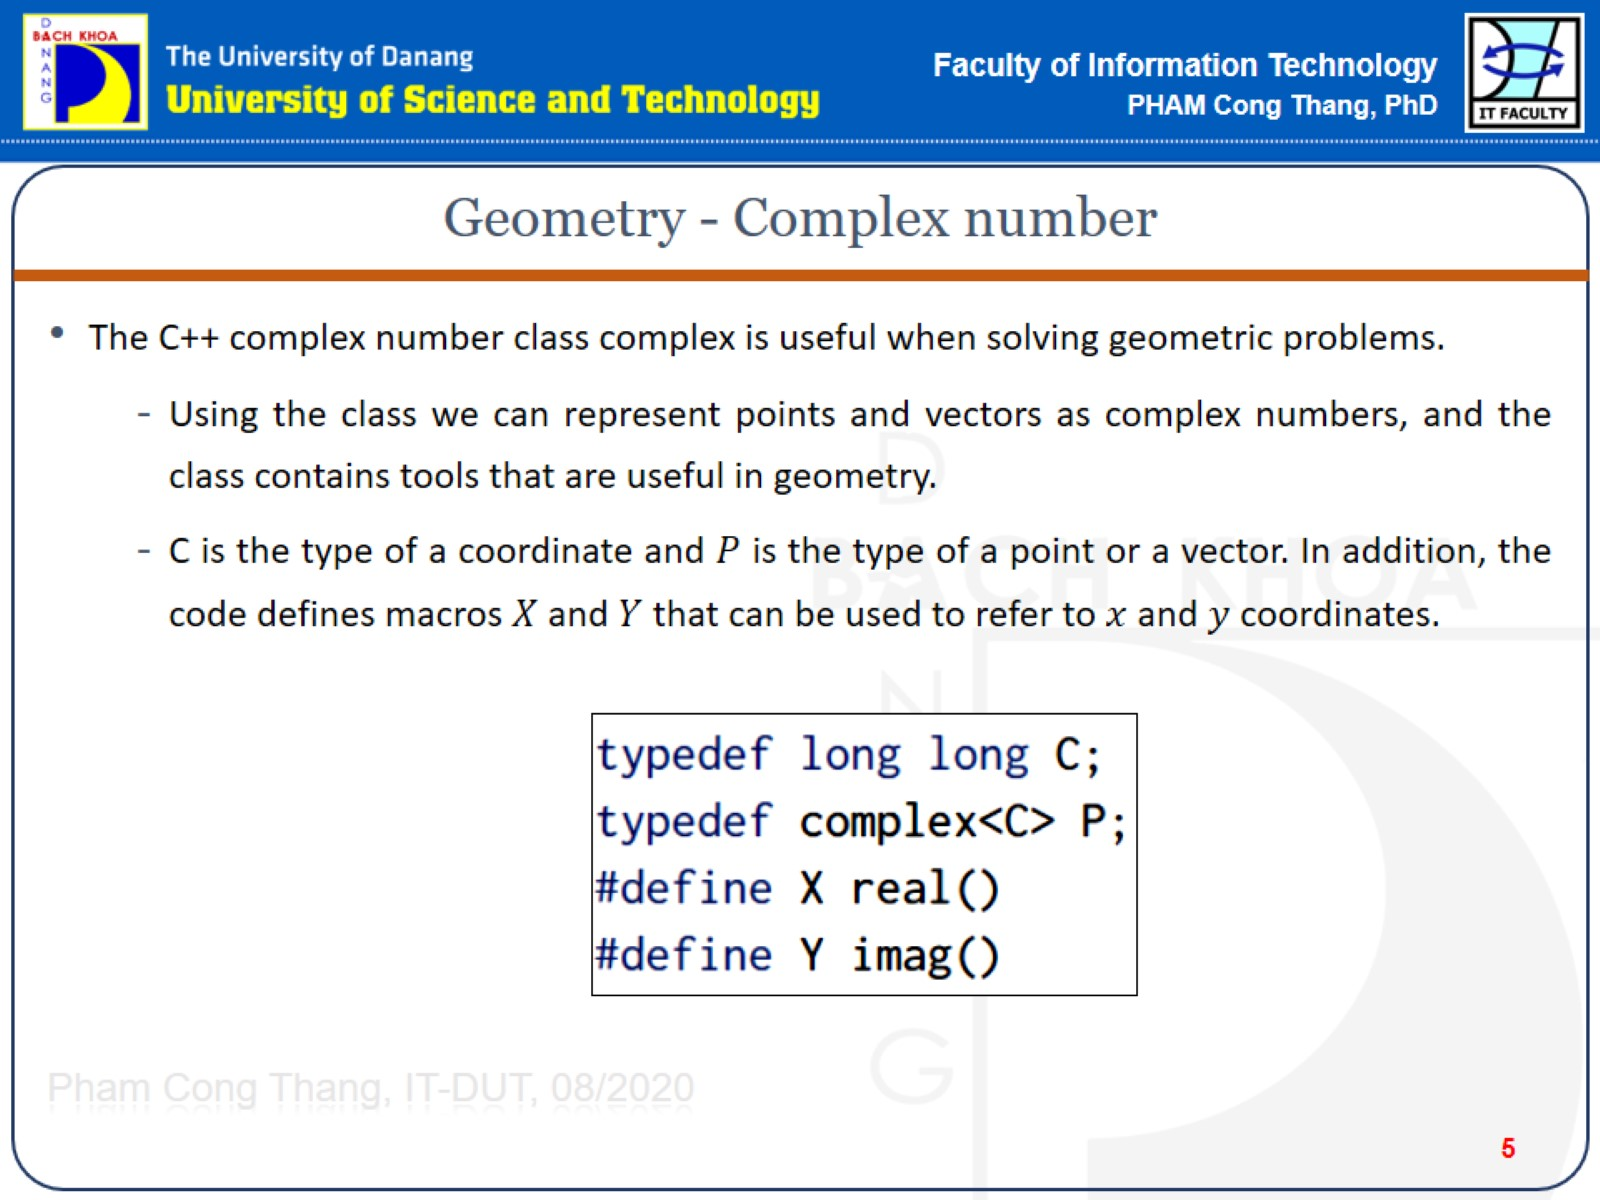 D
BACH KHOA
N
A
N
G
The University of Danang
University of Science and Technology
Faculty of Information Technology
PHAM Cong Thang, PhD
IT FACULTY
Geometry - Complex number
• The C++ complex number class complex is useful when solving geometric problems.
- Using the class we can represent points and vectors as complex numbers, and the
class contains tools that are useful in geometry.
- C is the type of a coordinate and P is the type of a point or a vector. In addition, the
code defines macros X and Y that can be used to refer to x and y coordinates.
D
BACH KHOA
N
G
typedef long long C;
typedef complex<C> P;
#define X real()
#define Y imag()
Pham Cong Thang, IT-DUT, 08/2020
5